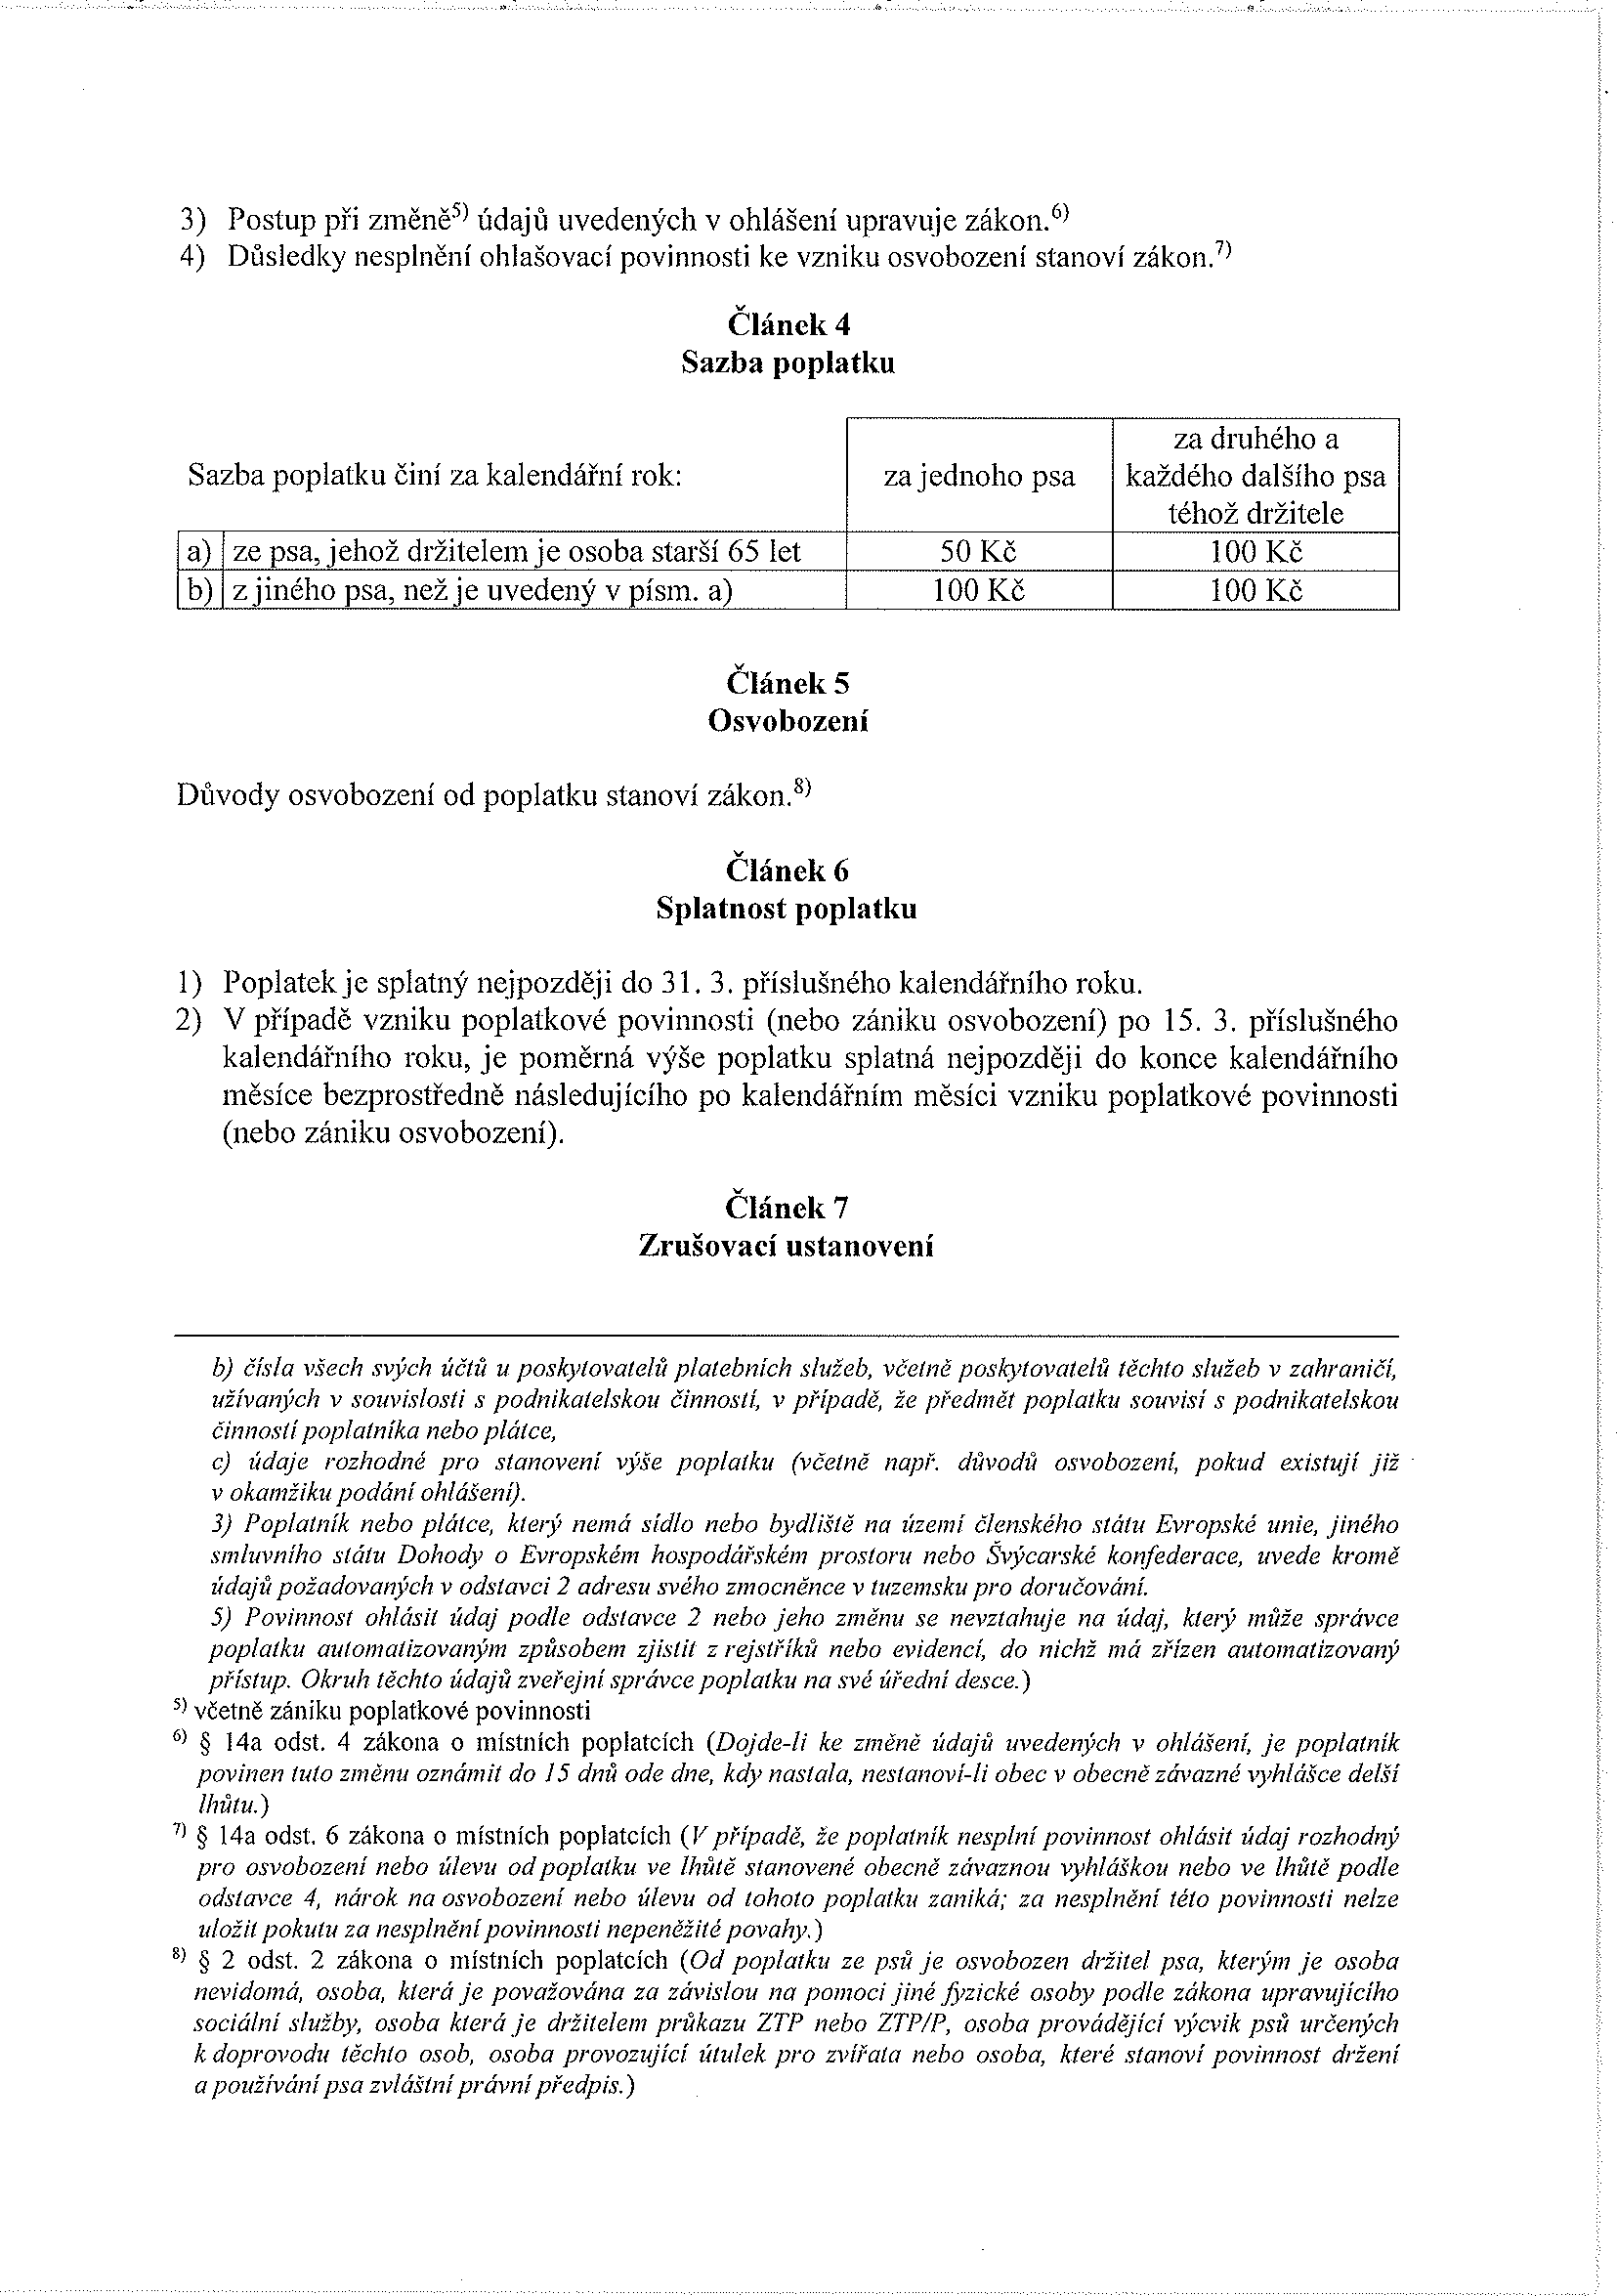 3) Postup při změně⁵⁾ údajů uvedených v ohlášení upravuje zákon.⁶⁾
4) Důsledky nesplnění ohlašovací povinnosti ke vzniku osvobození stanoví zákon.⁷⁾
Článek 4
Sazba poplatku
Sazba poplatku činí za kalendářní rok:
za jednoho psa
za druhého a
každého dalšího psa
téhož držitele
a) ze psa, jehož držitelem je osoba starší 65 let 50 Kč 100 Kč
b) z jiného psa, než je uvedený v písm. a) 100 Kč 100 Kč
Článek 5
Osvobození
Důvody osvobození od poplatku stanoví zákon.⁸⁾
Článek 6
Splatnost poplatku
1) Poplatek je splatný nejpozději do 31. 3. příslušného kalendářního roku.
2) V případě vzniku poplatkové povinnosti (nebo zániku osvobození) po 15. 3. příslušného
kalendářního roku, je poměrná výše poplatku splatná nejpozději do konce kalendářního
měsíce bezprostředně následujícího po kalendářním měsíci vzniku poplatkové povinnosti
(nebo zániku osvobození).
Článek 7
Zrušovací ustanovení
b) čísla všech svých účtů u poskytovatelů platebních služeb, včetně poskytovatelů těchto služeb v zahraničí,
užívaných v souvislosti s podnikatelskou činností, v případě, že předmět poplatku souvisí s podnikatelskou
činností poplatníka nebo plátce,
c) údaje rozhodné pro stanovení výše poplatku (včetně např. důvodů osvobození, pokud existují již
v okamžiku podání ohlášení).
3) Poplatník nebo plátce, který nemá sídlo nebo bydliště na území členského státu Evropské unie, jiného
smluvního státu Dohody o Evropském hospodářském prostoru nebo Švýcarské konfederace, uvede kromě
údajů požadovaných v odstavci 2 adresu svého zmocněnce v tuzemsku pro doručování.
5) Povinnost ohlásit údaj podle odstavce 2 nebo jeho změnu se nevztahuje na údaj, který může správce
poplatku automatizovaným způsobem zjistit z rejstříků nebo evidencí, do nichž má zřízen automatizovaný
přístup. Okruh těchto údajů zveřejní správce poplatku na své úřední desce.)
⁵⁾ včetně zániku poplatkové povinnosti
⁶⁾ § 14a odst. 4 zákona o místních poplatcích (Dojde-li ke změně údajů uvedených v ohlášení, je poplatník
povinen tuto změnu oznámit do 15 dnů ode dne, kdy nastala, nestanoví-li obec v obecně závazné vyhlášce delší
lhůtu.)
⁷⁾ § 14a odst. 6 zákona o místních poplatcích (V případě, že poplatník nesplní povinnost ohlásit údaj rozhodný
pro osvobození nebo úlevu od poplatku ve lhůtě stanovené obecně závaznou vyhláškou nebo ve lhůtě podle
odstavce 4, nárok na osvobození nebo úlevu od tohoto poplatku zaniká; za nesplnění této povinnosti nelze
uložit pokutu za nesplnění povinnosti nepeněžité povahy.)
⁸⁾ § 2 odst. 2 zákona o místních poplatcích (Od poplatku ze psů je osvobozen držitel psa, kterým je osoba
nevidomá, osoba, která je považována za závislou na pomoci jiné fyzické osoby podle zákona upravujícího
sociální služby, osoba která je držitelem průkazu ZTP nebo ZTP/P, osoba provádějící výcvik psů určených
k doprovodu těchto osob, osoba provozující útulek pro zvířata nebo osoba, které stanoví povinnost držení
a používání psa zvláštní právní předpis.)